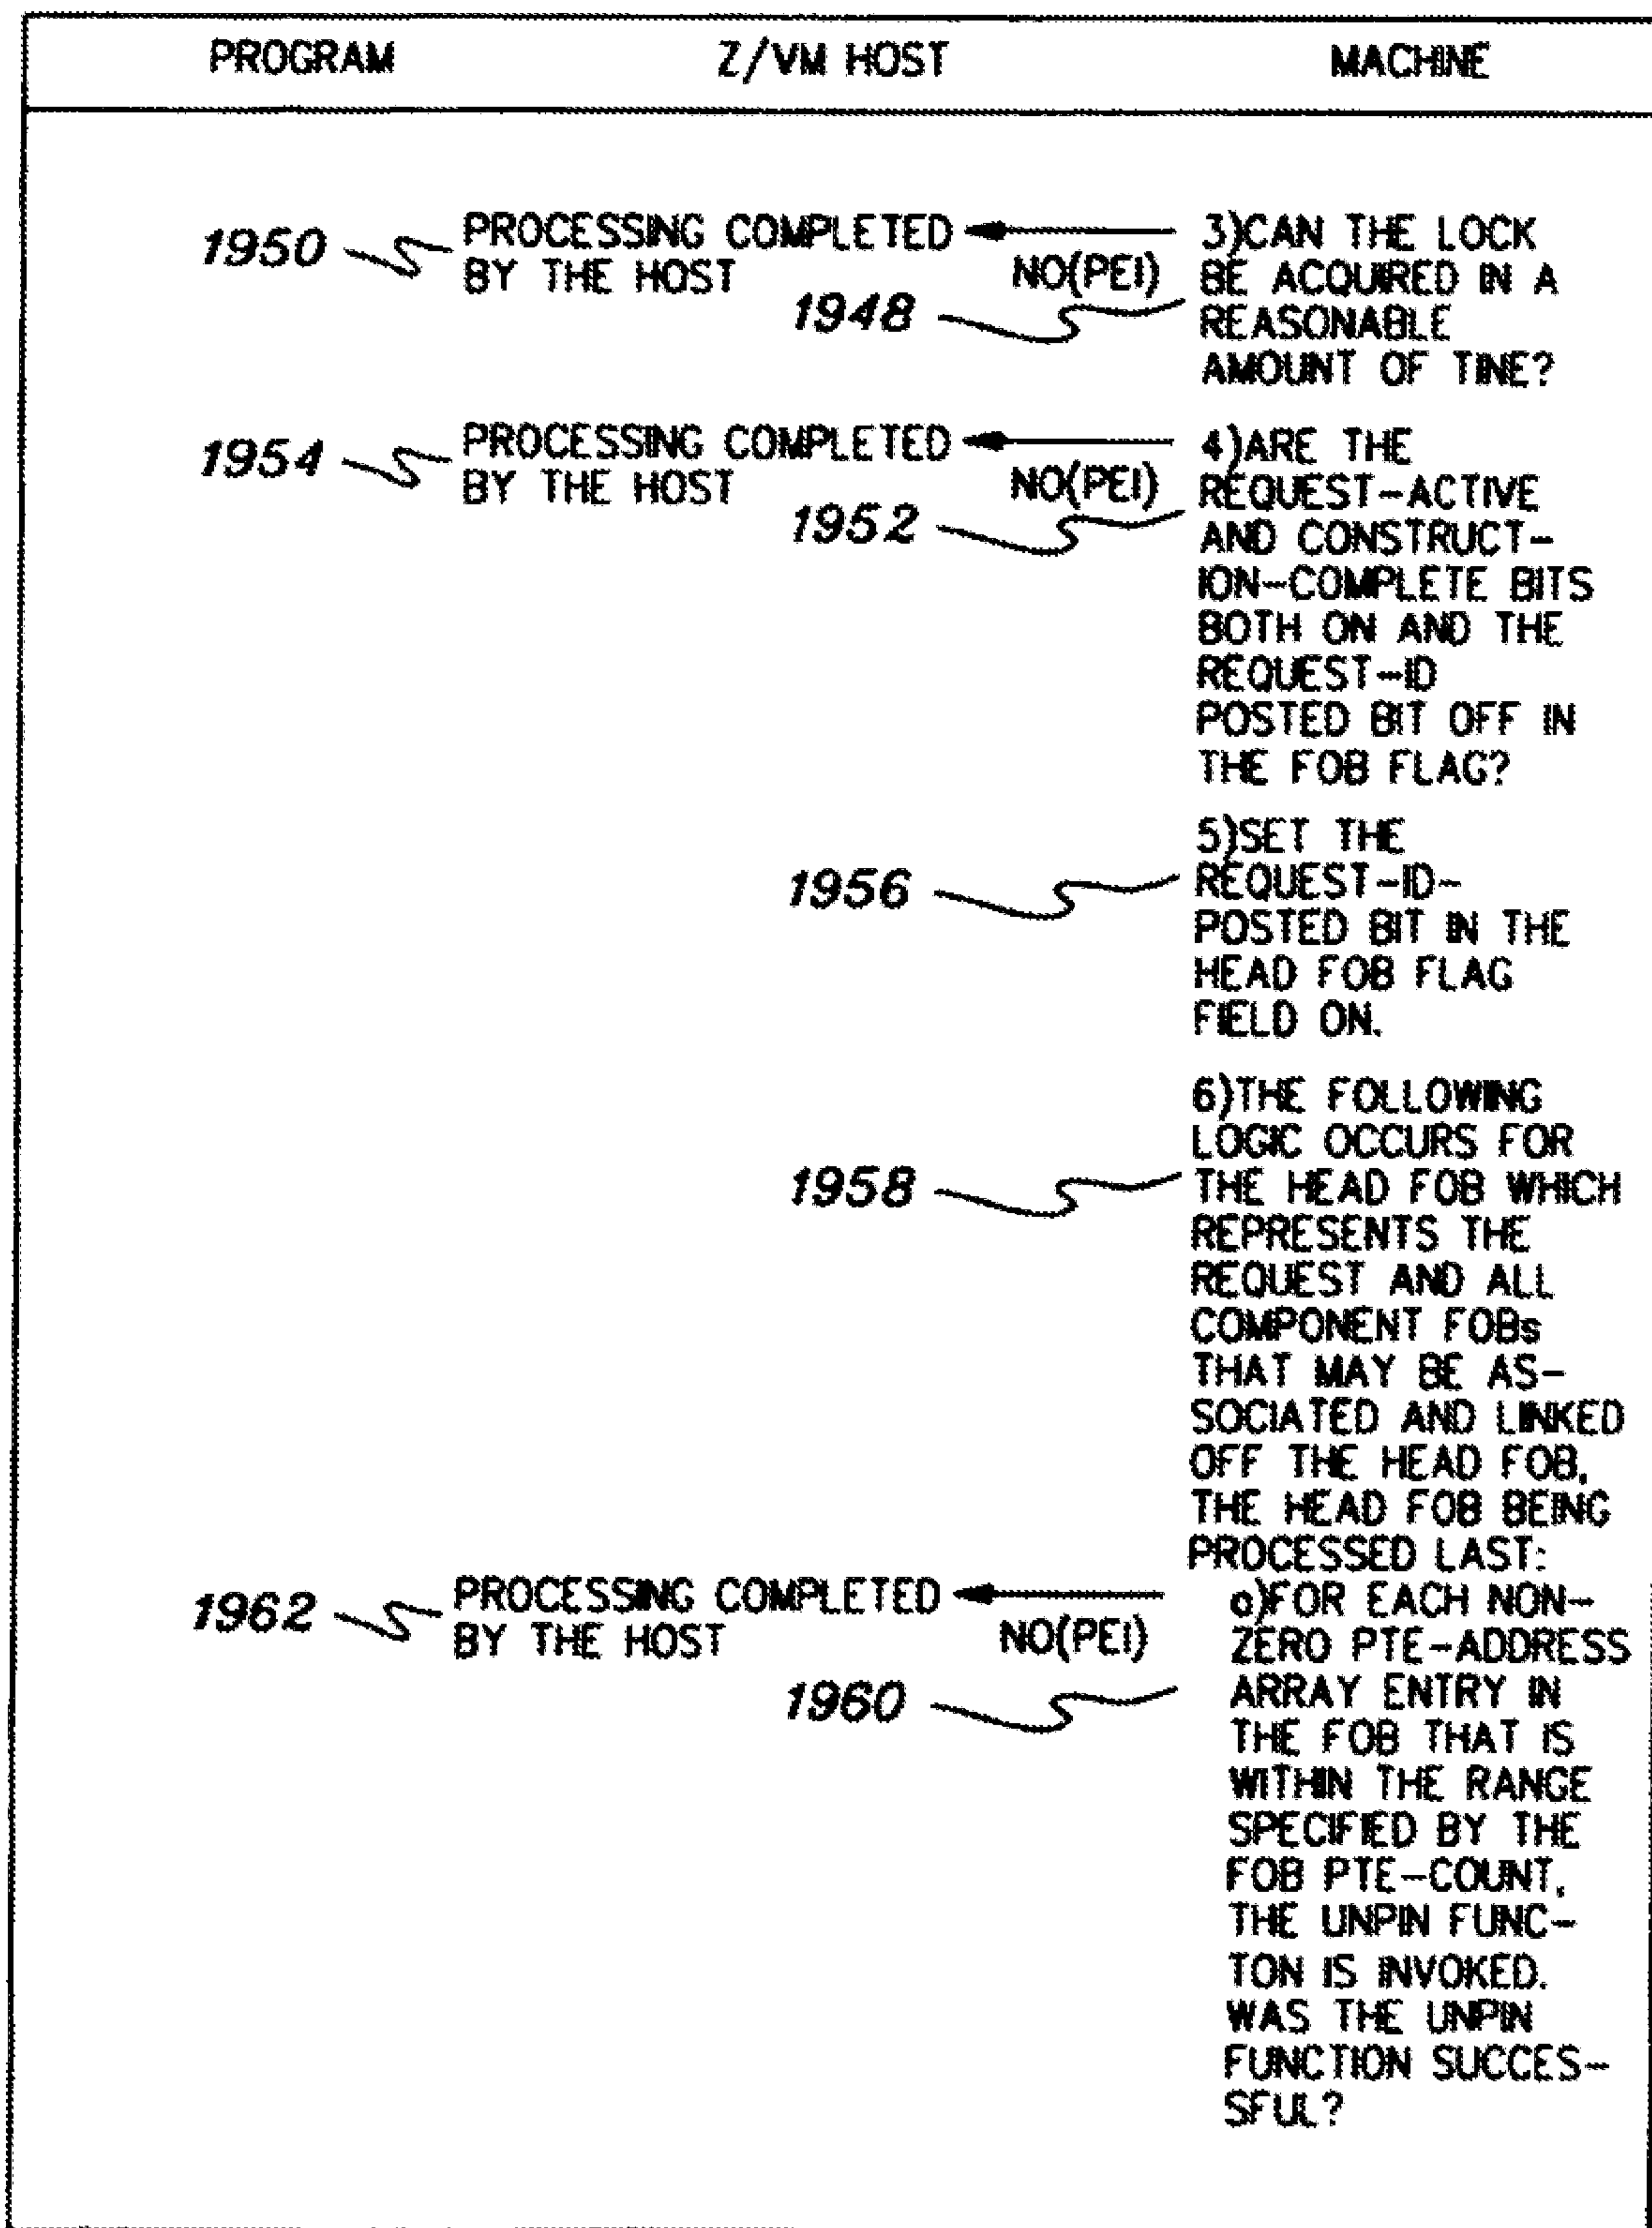 PROGRAM Z/VM HOST MACHINE
1950 PROCESSING COMPLETED
BY THE HOST
NO(PEI)
1948
3)CAN THE LOCK
BE ACQUIRED IN A
REASONABLE
AMOUNT OF TINE?
1954 PROCESSING COMPLETED
BY THE HOST
NO(PEI)
1952
4)ARE THE
REQUEST-ACTIVE
AND CONSTRUCT-
ION-COMPLETE BITS
BOTH ON AND THE
REQUEST-ID
POSTED BIT OFF IN
THE FOB FLAG?
1956
5)SET THE
REQUEST-ID-
POSTED BIT IN THE
HEAD FOB FLAG
FIELD ON.
1958
6)THE FOLLOWING
LOGIC OCCURS FOR
THE HEAD FOB WHICH
REPRESENTS THE
REQUEST AND ALL
COMPONENT FOBs
THAT MAY BE AS-
SOCIATED AND LINKED
OFF THE HEAD FOB,
THE HEAD FOB BEING
PROCESSED LAST:
1962 PROCESSING COMPLETED
BY THE HOST
NO(PEI)
1960
a)FOR EACH NON-
ZERO PTE-ADDRESS
ARRAY ENTRY IN
THE FOB THAT IS
WITHIN THE RANGE
SPECIFIED BY THE
FOB PTE-COUNT,
THE UNPIN FUNC-
TON IS INVOKED.
WAS THE UNPIN
FUNCTION SUCCES-
SFUL?